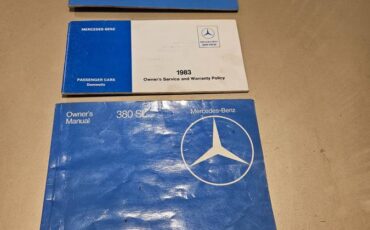 MERCEDES-BENZ
1983
Owner's Service and Warranty Policy
PASSENGER CARS
Domestic
Owner's
Manual
380 SL
Mercedes-Benz